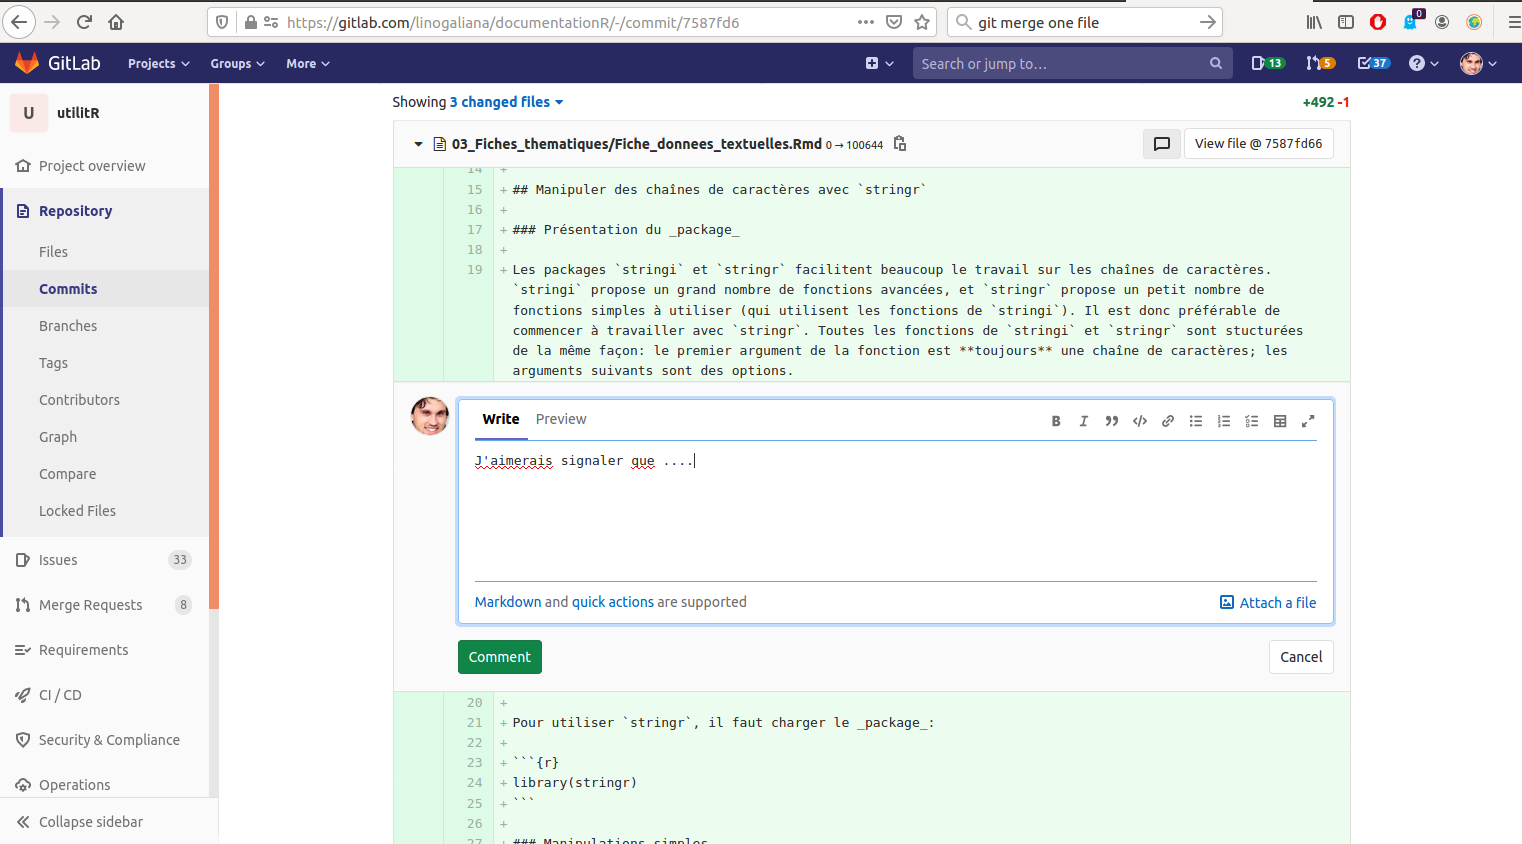 https://gitlab.com/linogaliana/documentationR/-/commit/7587fd6
git merge one file
0
GitLab
Projects
Groups
More
Search or jump to…
13
5
37
U
utilitR
Project overview
Repository
Files
Commits
Branches
Tags
Contributors
Graph
Compare
Locked Files
Issues
33
Merge Requests
8
Requirements
CI / CD
Security & Compliance
Operations
Collapse sidebar
Showing 3 changed files
+492 -1
03_Fiches_thematiques/Fiche_donnees_textuelles.Rmd 0 → 100644
View file @ 7587fd66
14 +
15 + ## Manipuler des chaînes de caractères avec `stringr`
16 +
17 + ### Présentation du _package_
18 +
19 + Les packages `stringi` et `stringr` facilitent beaucoup le travail sur les chaînes de caractères.
`stringi` propose un grand nombre de fonctions avancées, et `stringr` propose un petit nombre de
fonctions simples à utiliser (qui utilisent les fonctions de `stringi`). Il est donc préférable de
commencer à travailler avec `stringr`. Toutes les fonctions de `stringi` et `stringr` sont stucturées
de la même façon: le premier argument de la fonction est **toujours** une chaîne de caractères; les
arguments suivants sont des options.
Write
Preview
J'aimerais signaler que ....
Markdown and quick actions are supported
Attach a file
Comment
Cancel
20 +
21 + Pour utiliser `stringr`, il faut charger le _package_:
22 +
23 + ```{r}
24 + library(stringr)
25 + ```
26 +
27 + ### Manipulations simples